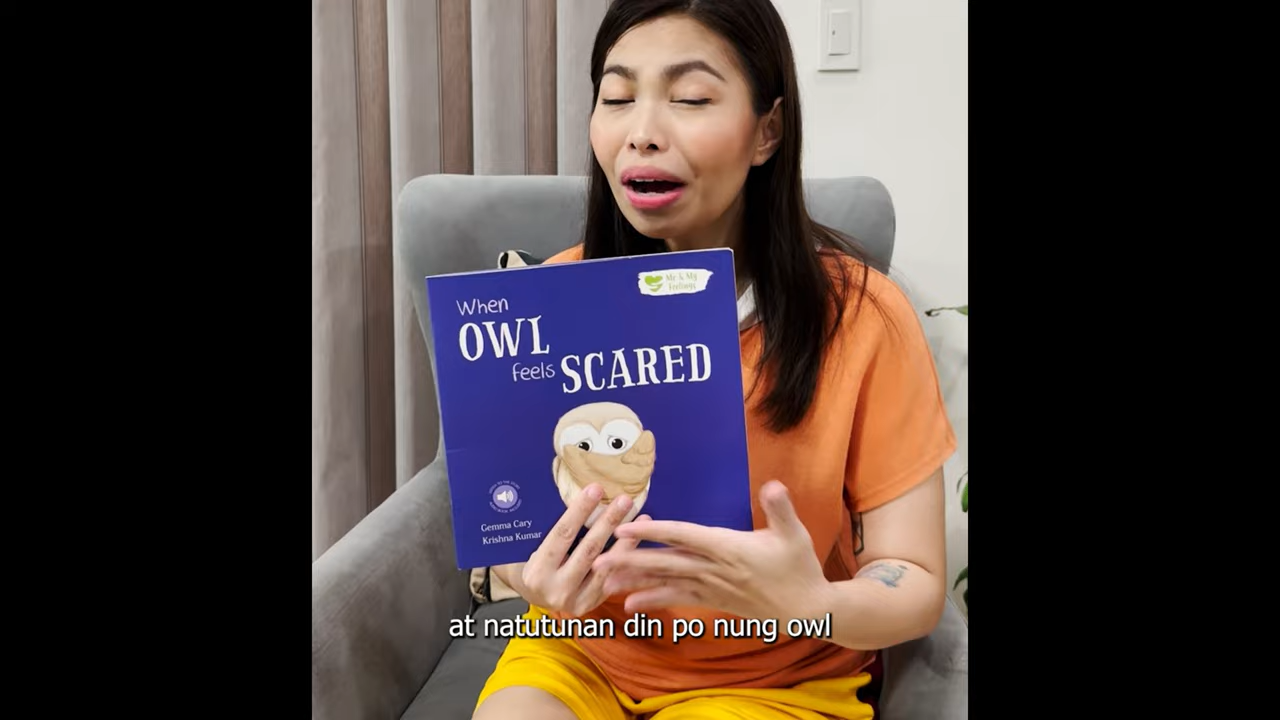 Me & My
Feelings
When
OWL
feels SCARED
Gemma Cary
Krishna Kumar
at natutunan din po nung owl